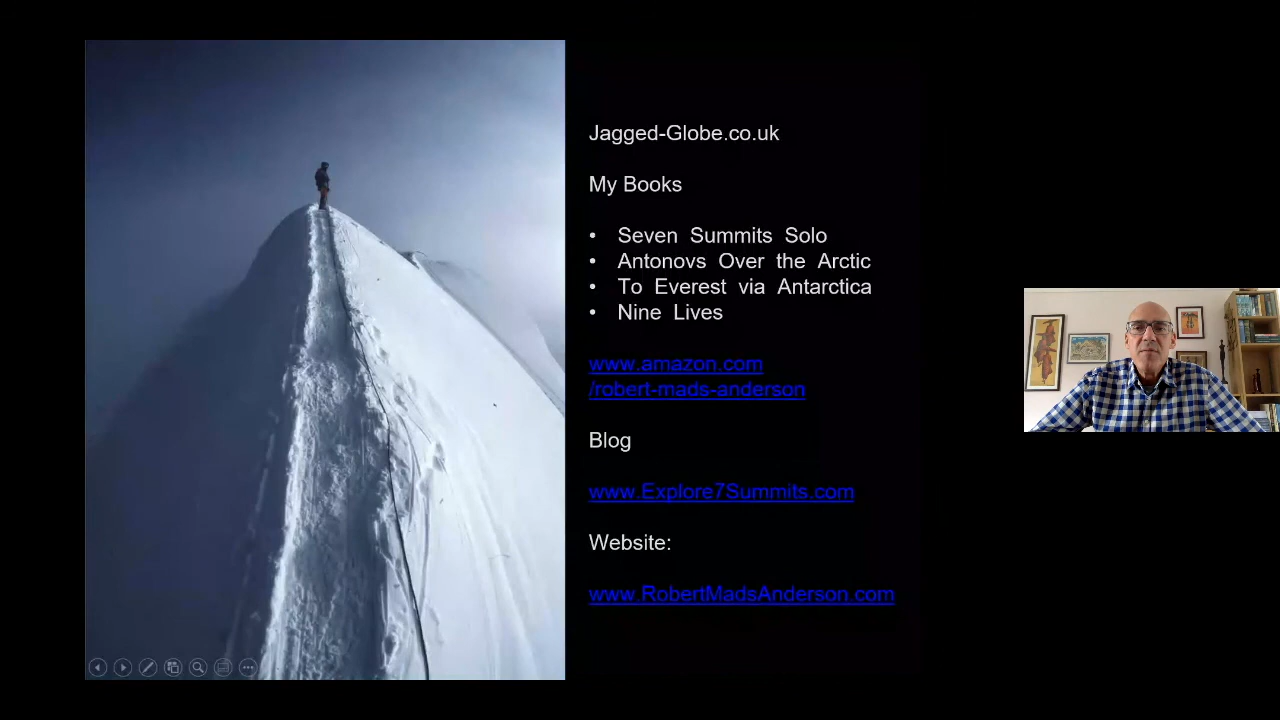 Jagged-Globe.co.uk
My Books
• Seven Summits Solo
• Antonovs Over the Arctic
• To Everest via Antarctica
• Nine Lives
www.amazon.com
/robert-mads-anderson
Blog
www.Explore7Summits.com
Website:
www.RobertMadsAnderson.com